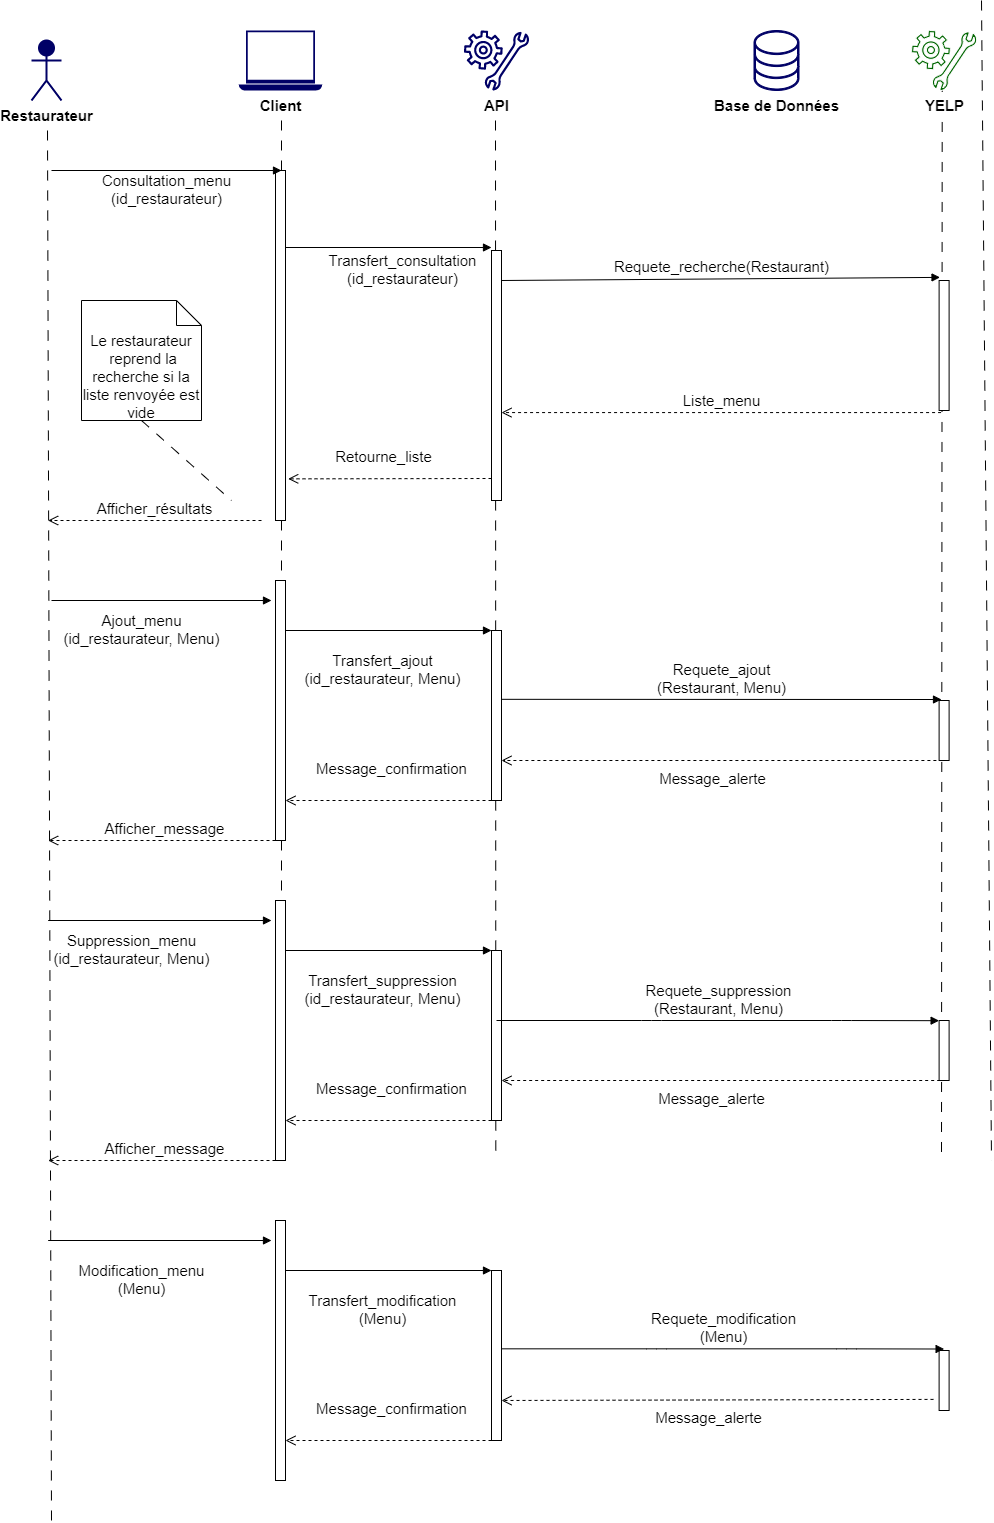 Restaurateur
Client
API
Base de Données
YELP
Consultation_menu
(id_restaurateur)
Transfert_consultation
(id_restaurateur)
Requete_recherche(Restaurant)
Le restaurateur
reprend la
recherche si la
liste renvoyée est
vide
Liste_menu
Retourne_liste
Afficher_résultats
Ajout_menu
(id_restaurateur, Menu)
Transfert_ajout
(id_restaurateur, Menu)
Requete_ajout
(Restaurant, Menu)
Message_confirmation
Message_alerte
Afficher_message
Suppression_menu
(id_restaurateur, Menu)
Transfert_suppression
(id_restaurateur, Menu)
Requete_suppression
(Restaurant, Menu)
Message_confirmation
Message_alerte
Afficher_message
Modification_menu
(Menu)
Transfert_modification
(Menu)
Requete_modification
(Menu)
Message_confirmation
Message_alerte